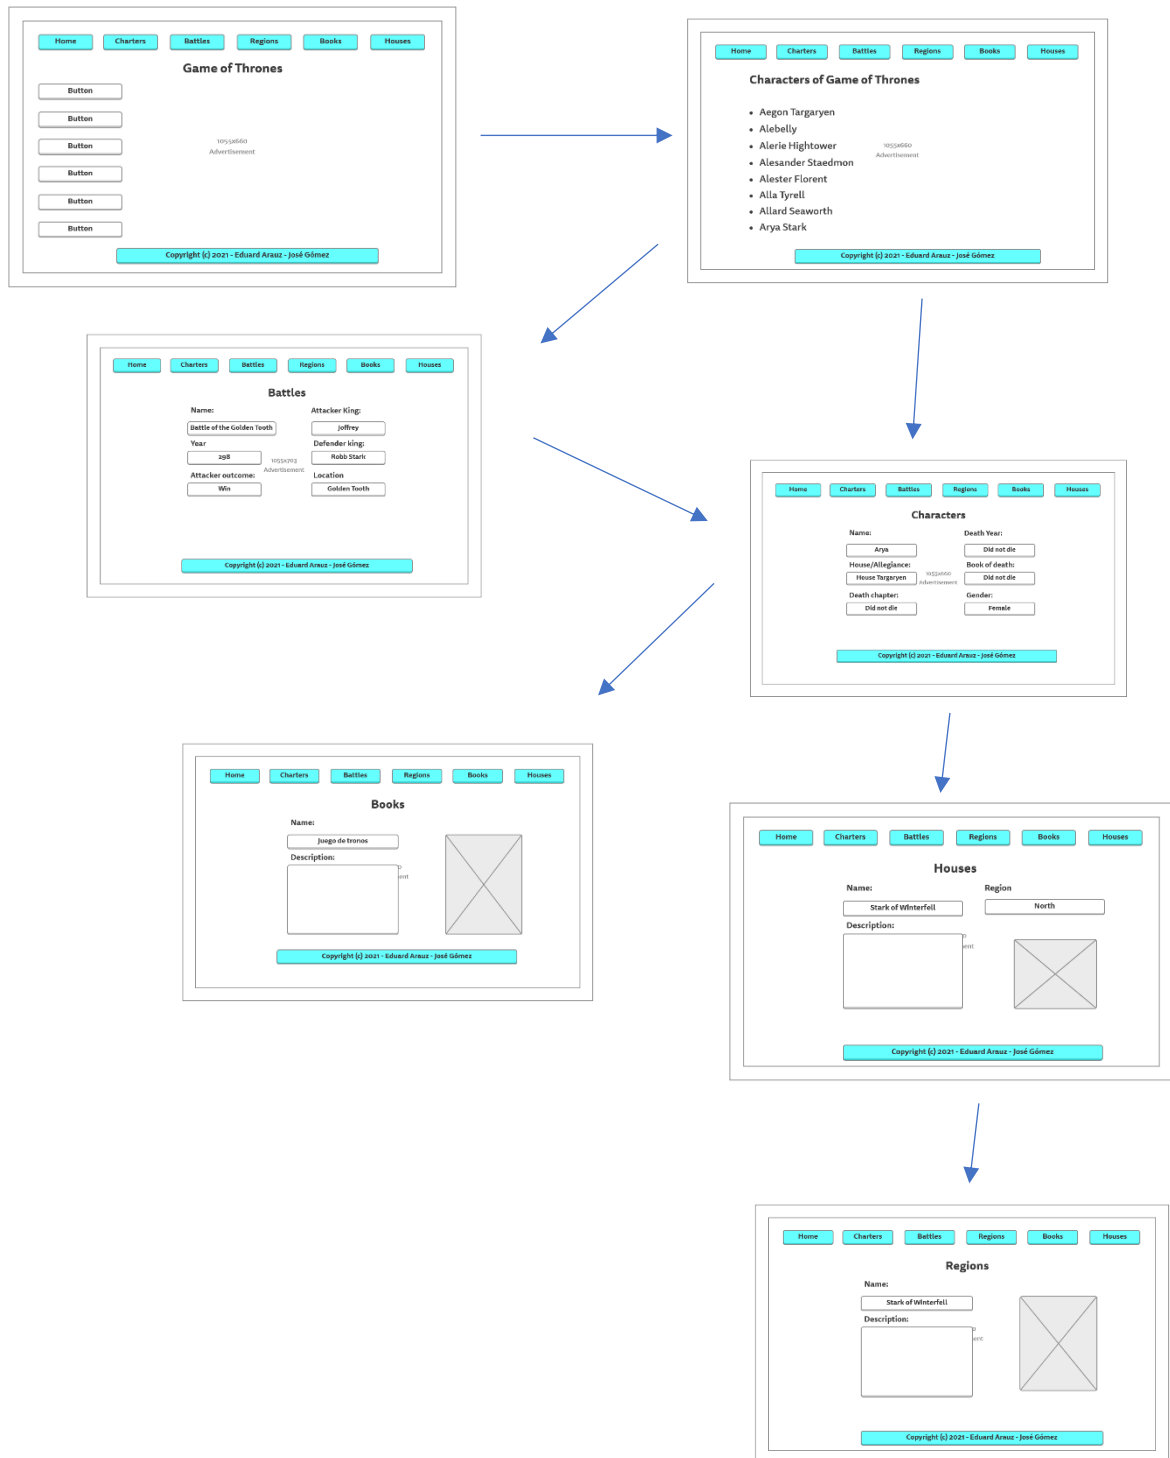 Home Charters Battles Regions Books Houses
Game of Thrones
Button
Button
Button
Button
Button
Button
1055x660
Advertisement
Copyright (c) 2021 - Eduard Arauz - José Gómez
Home Charters Battles Regions Books Houses
Characters of Game of Thrones
• Aegon Targaryen
• Alebelly
• Alerie Hightower
• Alesander Staedmon
• Alester Florent
• Alla Tyrell
• Allard Seaworth
• Arya Stark
1055x660
Advertisement
Copyright (c) 2021 - Eduard Arauz - José Gómez
Home Charters Battles Regions Books Houses
Battles
Name: Attacker King:
Battle of the Golden Tooth Joffrey
Year Defender king:
298 Robb Stark
1055x703
Advertisement
Attacker outcome: Location
Win Golden Tooth
Copyright (c) 2021 - Eduard Arauz - José Gómez
Home Charters Battles Regions Books Houses
Characters
Name: Death Year:
Arya Did not die
House/Allegiance: Book of death:
House Targaryen Did not die
1055x660
Advertisement
Death chapter: Gender:
Did not die Female
Copyright (c) 2021 - Eduard Arauz - José Gómez
Home Charters Battles Regions Books Houses
Books
Name:
Juego de tronos
Description:
ent
Copyright (c) 2021 - Eduard Arauz - José Gómez
Home Charters Battles Regions Books Houses
Houses
Name: Region
Stark of Winterfell North
Description:
ent
Copyright (c) 2021 - Eduard Arauz - José Gómez
Home Charters Battles Regions Books Houses
Regions
Name:
Stark of Winterfell
Description:
ent
Copyright (c) 2021 - Eduard Arauz - José Gómez